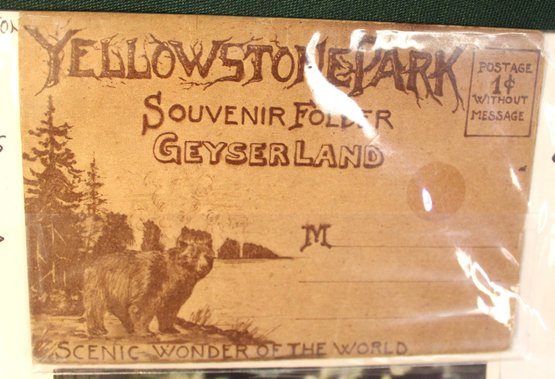 YELLOWSTONE PARK
SOUVENIR FOLDER
GEYSER LAND
POSTAGE
1¢
WITHOUT
MESSAGE
M
SCENIC WONDER OF THE WORLD